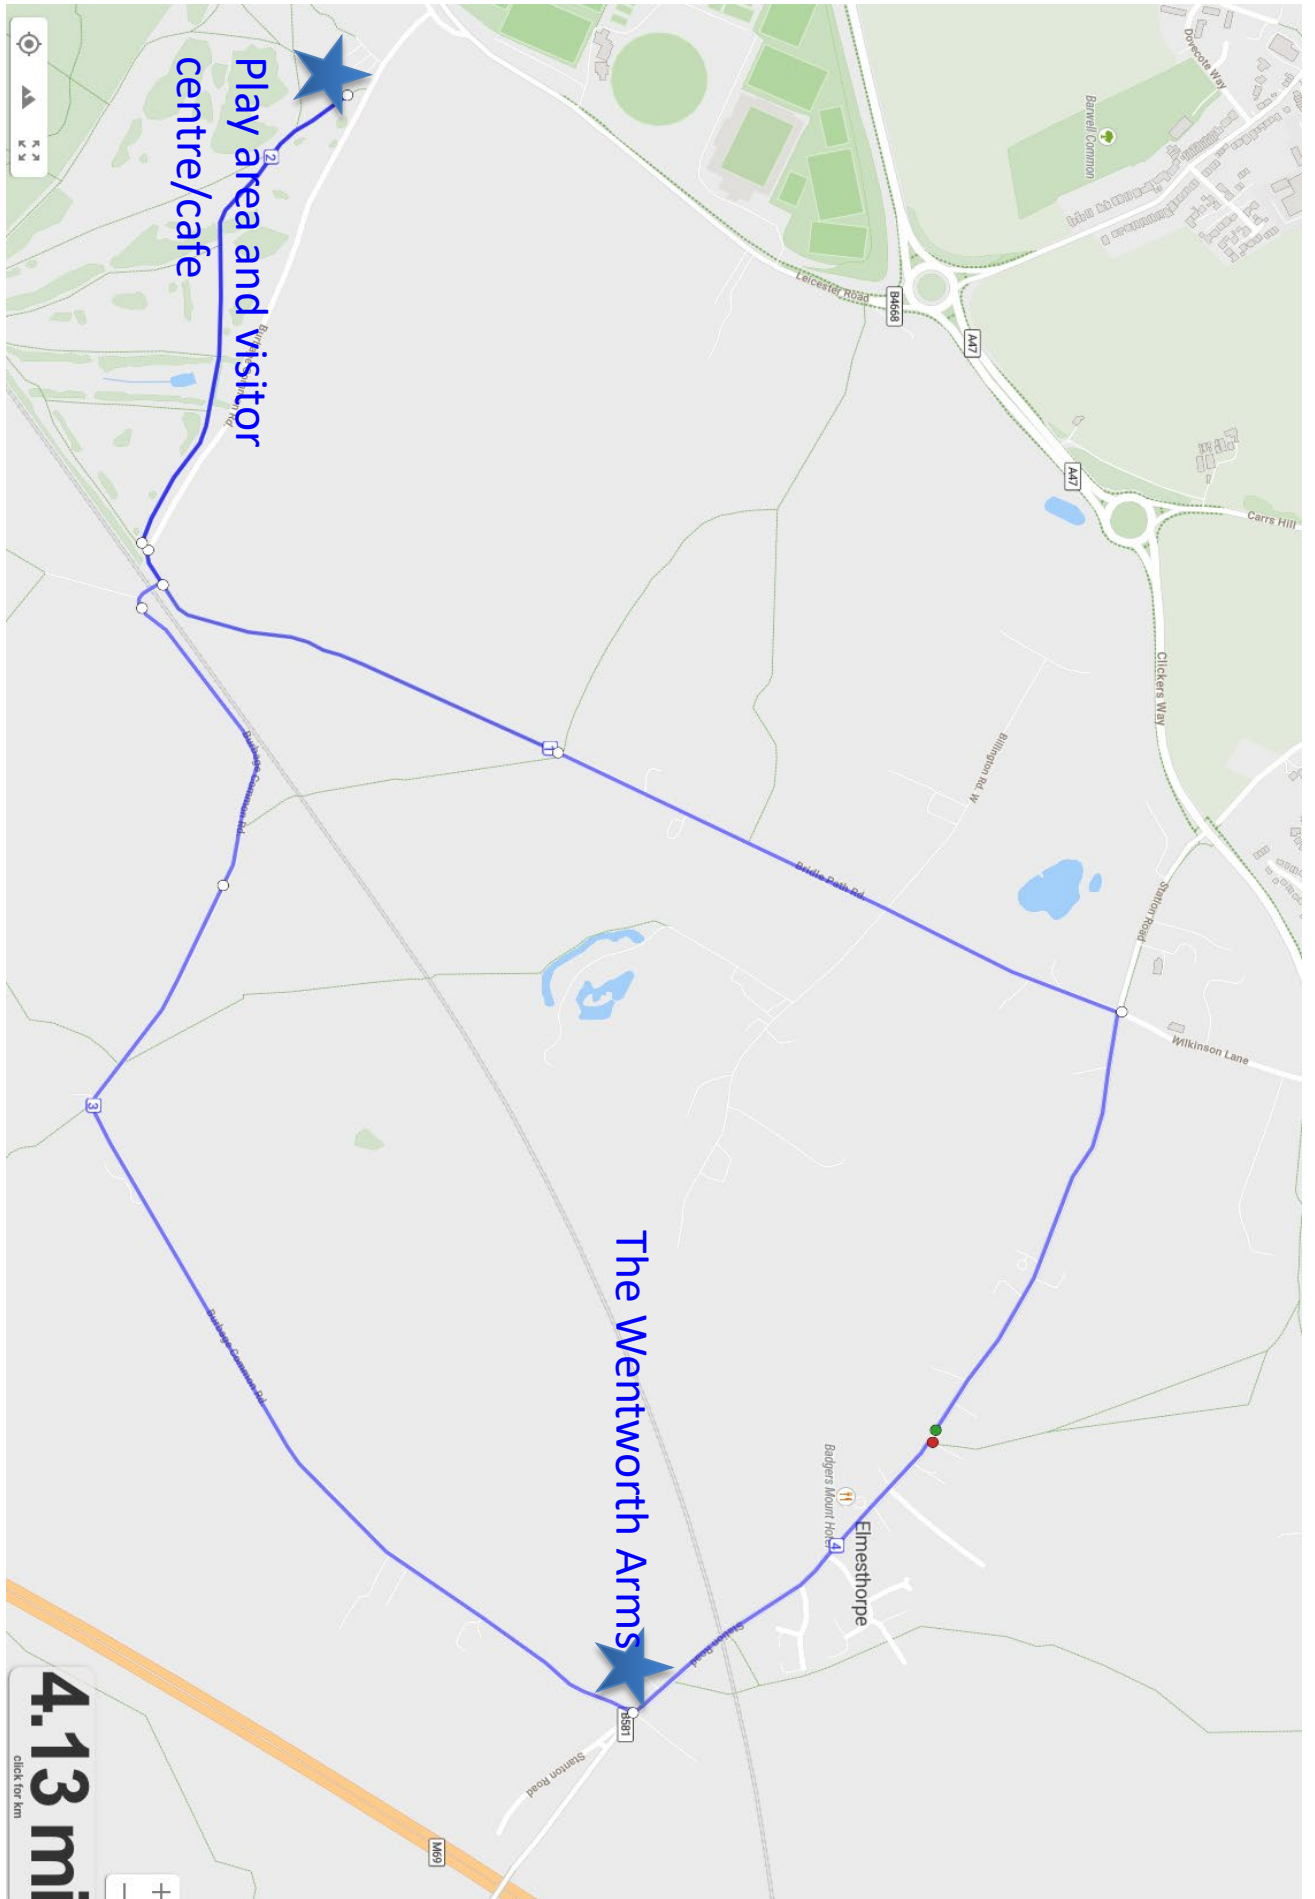 Dovecote Way
Barwell Common
Play area and visitor
centre/cafe
2
Leicester Road
B4668
A47
A47
Carrs Hill
Clickers Way
Burbage Common Rd.
1
Billington Rd. W
Bridle Path Rd.
Station Road
Wilkinson Lane
3
Burbage Common Rd.
The Wentworth Arms
Badgers Mount Hotel
4
Elmesthorpe
Station Road
B581
Stanton Road
M69
4.13 mi
click for km
+
−